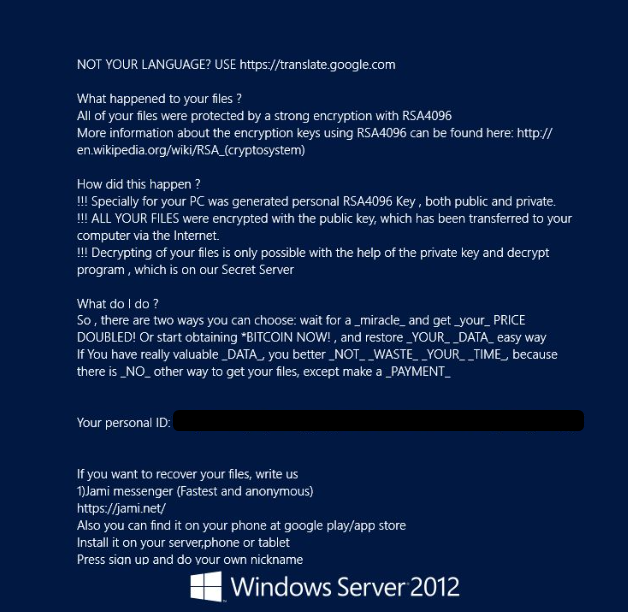 NOT YOUR LANGUAGE? USE https://translate.google.com
What happened to your files ?
All of your files were protected by a strong encryption with RSA4096
More information about the encryption keys using RSA4096 can be found here: http://
en.wikipedia.org/wiki/RSA_(cryptosystem)
How did this happen ?
!!! Specially for your PC was generated personal RSA4096 Key , both public and private.
!!! ALL YOUR FILES were encrypted with the public key, which has been transferred to your
computer via the Internet.
!!! Decrypting of your files is only possible with the help of the private key and decrypt
program , which is on our Secret Server
What do I do ?
So , there are two ways you can choose: wait for a _miracle_ and get _your_ PRICE
DOUBLED! Or start obtaining *BITCOIN NOW! , and restore _YOUR_ _DATA_ easy way
If You have really valuable _DATA_, you better _NOT_ _WASTE_ _YOUR_ _TIME_, because
there is _NO_ other way to get your files, except make a _PAYMENT_
Your personal ID:
If you want to recover your files, write us
1)Jami messenger (Fastest and anonymous)
https://jami.net/
Also you can find it on your phone at google play/app store
Install it on your server,phone or tablet
Press sign up and do your own nickname
Windows Server 2012